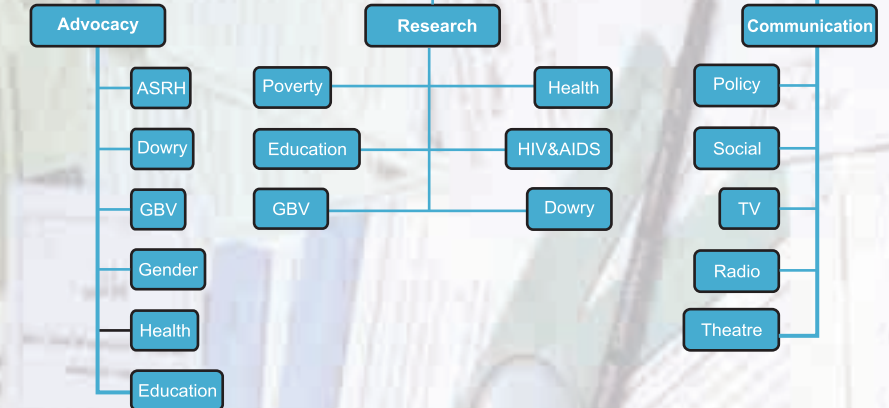 Advocacy
ASRH
Dowry
GBV
Gender
Health
Education
Research
Poverty
Health
Education
HIV&AIDS
GBV
Dowry
Communication
Policy
Social
TV
Radio
Theatre